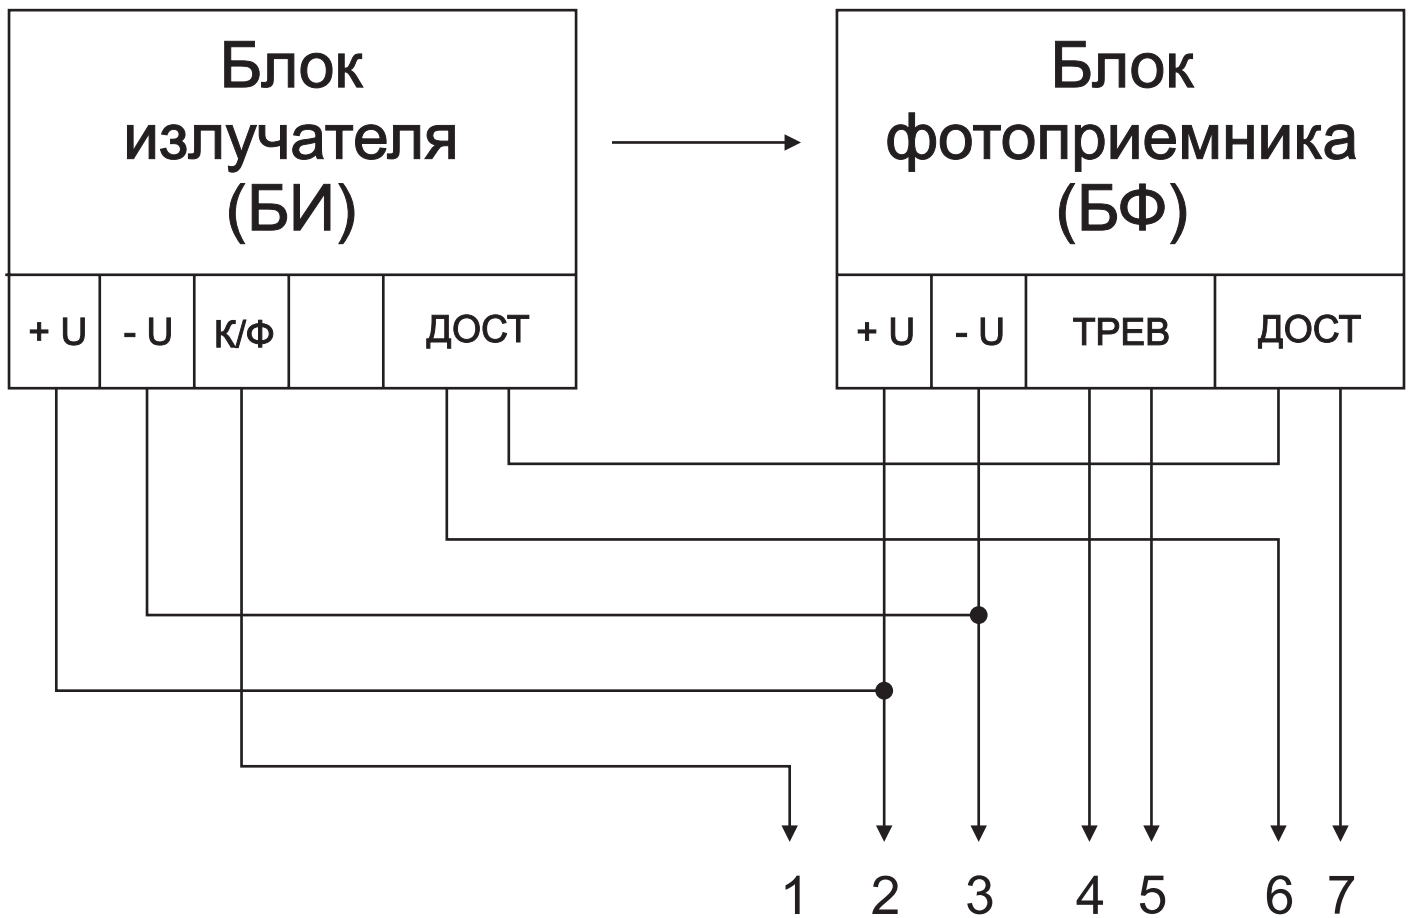 Блок
излучателя
(БИ)
Блок
фотоприемника
(БФ)
+ U - U К/Ф ДОСТ
+ U - U ТРЕВ ДОСТ
1 2 3 4 5 6 7